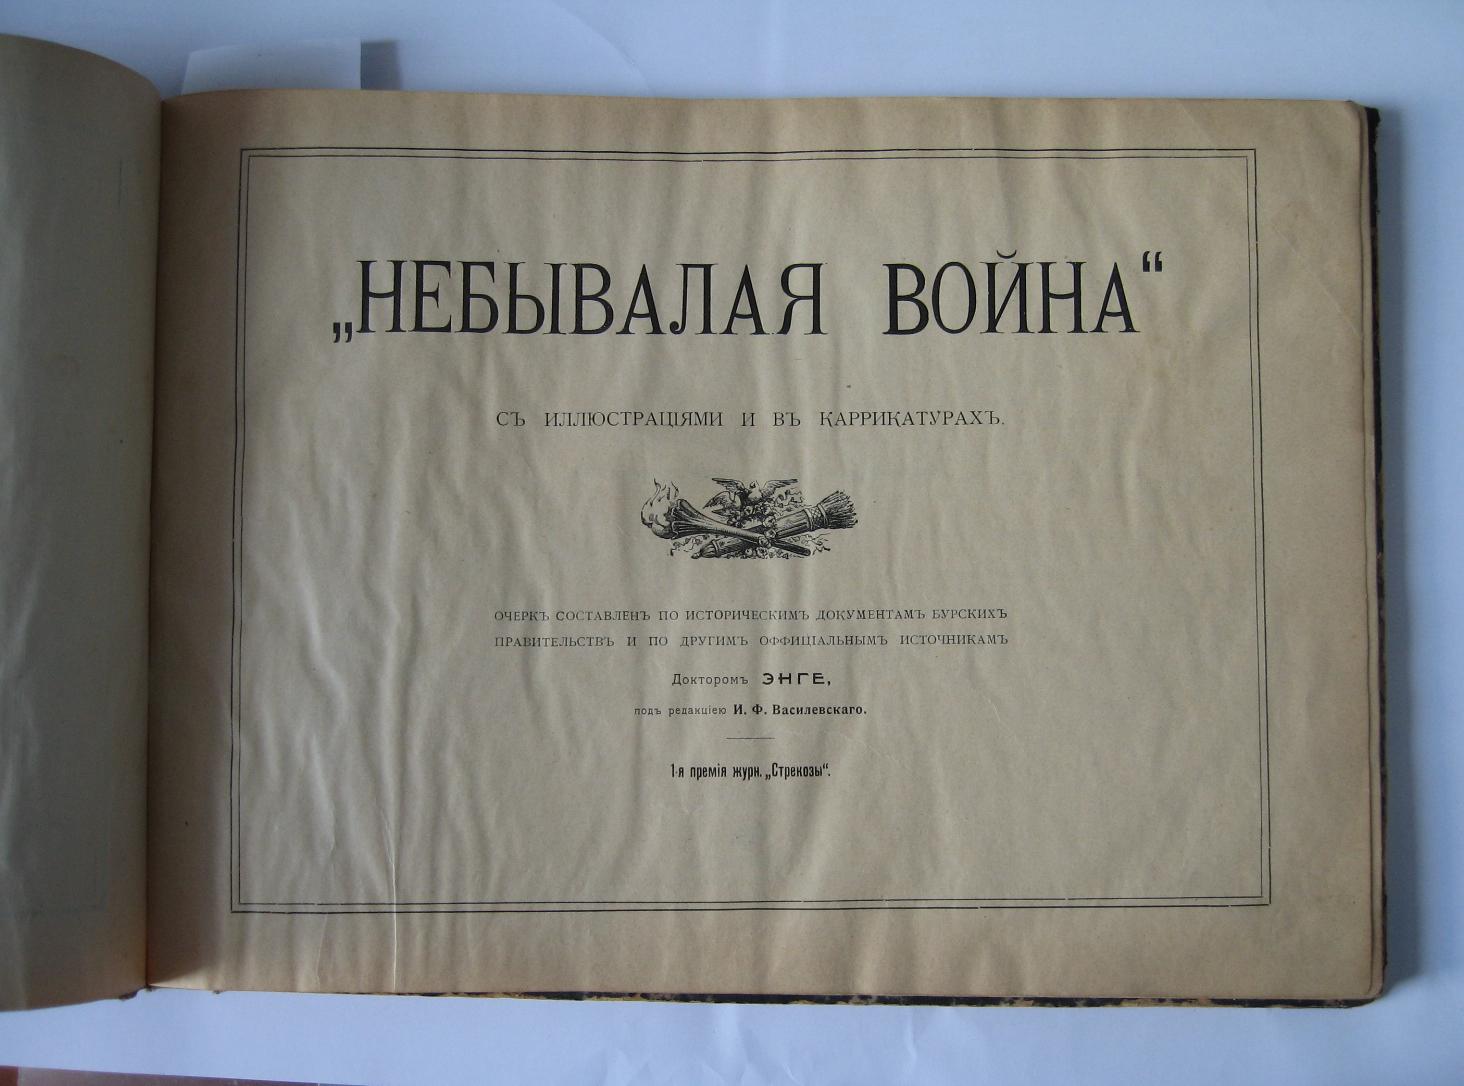 „НЕБЫВАЛАЯ ВОЙНА“
СЪ ИЛЛЮСТРАЦІЯМИ И ВЪ КАРРИКАТУРАХЪ.
ОЧЕРКЪ СОСТАВЛЕНЪ ПО ИСТОРИЧЕСКИМЪ ДОКУМЕНТАМЪ БУРСКИХЪ
ПРАВИТЕЛЬСТВЪ И ПО ДРУГИМЪ ОФФИЦІАЛЬНЫМЪ ИСТОЧНИКАМЪ
Докторомъ ЭНГЕ,
подъ редакціею И. Ф. Василевскаго.
1-я премія журн. „Стрекозы“.